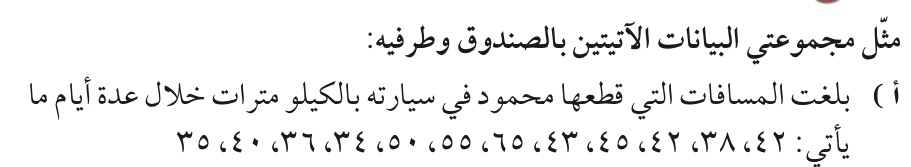 مثّل مجموعتي البيانات الآتيتين بالصندوق وطرفيه:
أ ) بلغت المسافات التي قطعها محمود في سيارته بالكيلو مترات خلال عدة أيام ما
يأتي: ٤٢، ٣٨، ٤٢، ٤٥، ٤٣، ٦٥، ٥٥، ٥٠، ٣٤، ٣٦، ٤٠، ٣٥